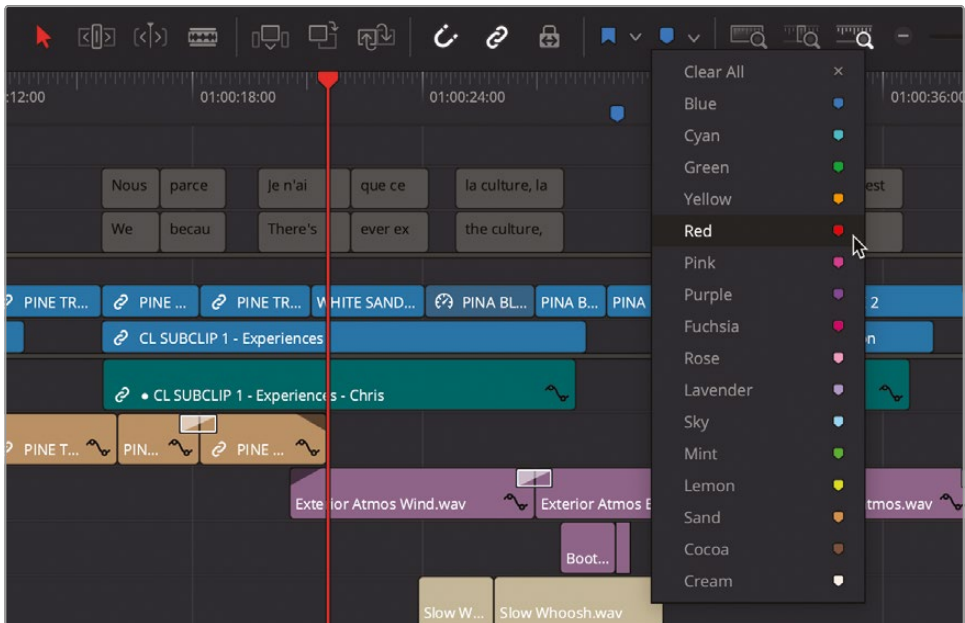 Clear All
:12:00 01:00:18:00 01:00:24:00 01:00:36:00
Blue
Cyan
Green
Nous parce Je n'ai que ce la culture, la est
Yellow
We becau There's ever ex the culture,
Red
Pink
PINE TR... PINE ... PINE TR... WHITE SAND... PINA BL... PINA B... PINA 2
Purple
CL SUBCLIP 1 - Experiences n
Fuchsia
Rose
CL SUBCLIP 1 - Experiences - Chris
Lavender
Sky
PINE T... PIN... PINE ...
Mint
Lemon
Exterior Atmos Wind.wav Exterior Atmos E tmos.wav
Sand
Cocoa
Boot...
Cream
Slow W... Slow Whoosh.wav